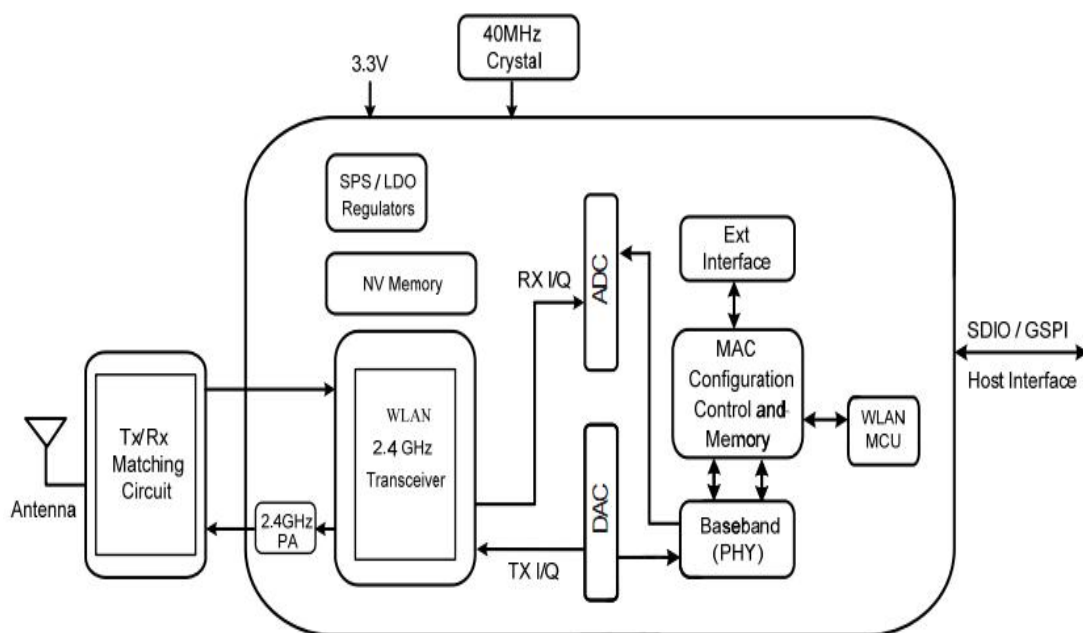 40MHz
Crystal
3.3V
SPS / LDO
Regulators
NV Memory
RX I/Q
ADC
Ext
Interface
SDIO / GSPI
Host Interface
MAC
Configuration
Control and
Memory
WLAN
MCU
WLAN
2.4 GHz
Transceiver
Tx/Rx
Matching
Circuit
Antenna
2.4GHz
PA
TX I/Q
DAC
Baseband
(PHY)